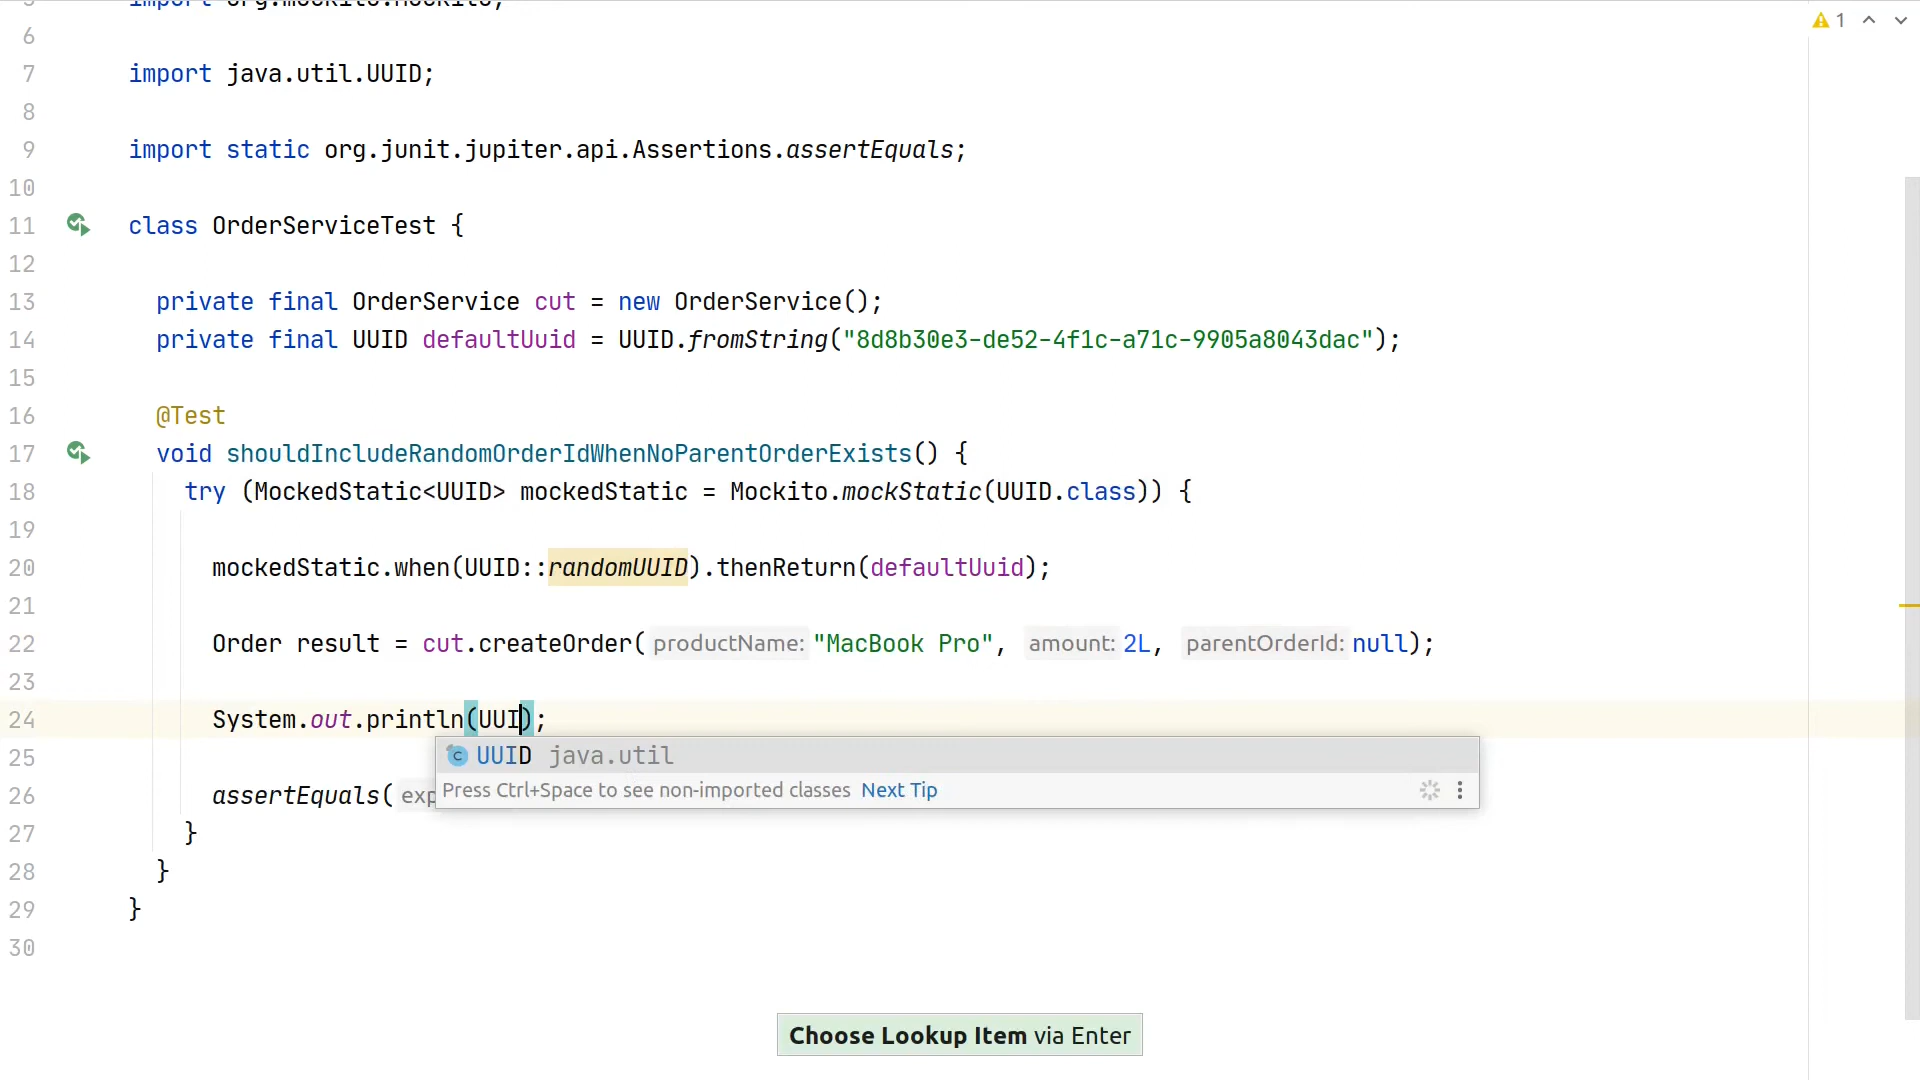 import org.mockito.Mockito;
6
7 import java.util.UUID;
8
9 import static org.junit.jupiter.api.Assertions.assertEquals;
10
11 class OrderServiceTest {
12
13 private final OrderService cut = new OrderService();
14 private final UUID defaultUuid = UUID.fromString("8d8b30e3-de52-4f1c-a71c-9905a8043dac");
15
16 @Test
17 void shouldIncludeRandomOrderIdWhenNoParentOrderExists() {
18 try (MockedStatic<UUID> mockedStatic = Mockito.mockStatic(UUID.class)) {
19
20 mockedStatic.when(UUID::randomUUID).thenReturn(defaultUuid);
21
22 Order result = cut.createOrder( productName: "MacBook Pro", amount: 2L, parentOrderId: null);
23
24 System.out.println(UUI);
25 UUID java.util
Press Ctrl+Space to see non-imported classes Next Tip
26 assertEquals( exp
27 }
28 }
29 }
30
1
Choose Lookup Item via Enter